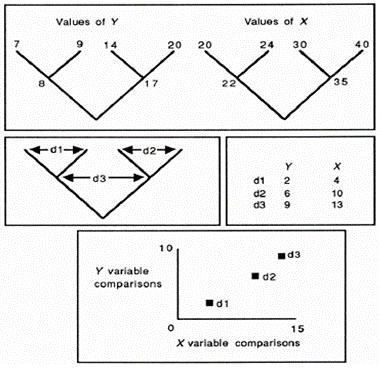 Values of Y
Values of X
7 9 14 20 20 24 30 40
8 17 22 35
d1 d2
d3
Y X
d1 2 4
d2 6 10
d3 9 13
10
Y variable
comparisons
d3
d2
d1
0 15
X variable comparisons